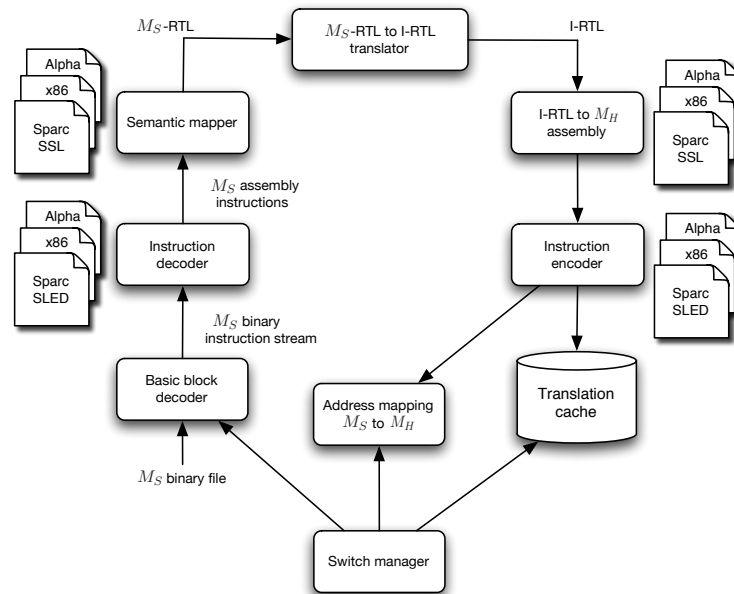 M_S-RTL
M_S-RTL to I-RTL
translator
I-RTL
Alpha
x86
Sparc
SSL
Semantic mapper
I-RTL to M_H
assembly
Alpha
x86
Sparc
SSL
M_S assembly
instructions
Alpha
x86
Sparc
SLED
Instruction
decoder
Instruction
encoder
Alpha
x86
Sparc
SLED
M_S binary
instruction stream
Basic block
decoder
Address mapping
M_S to M_H
Translation
cache
M_S binary file
Switch manager